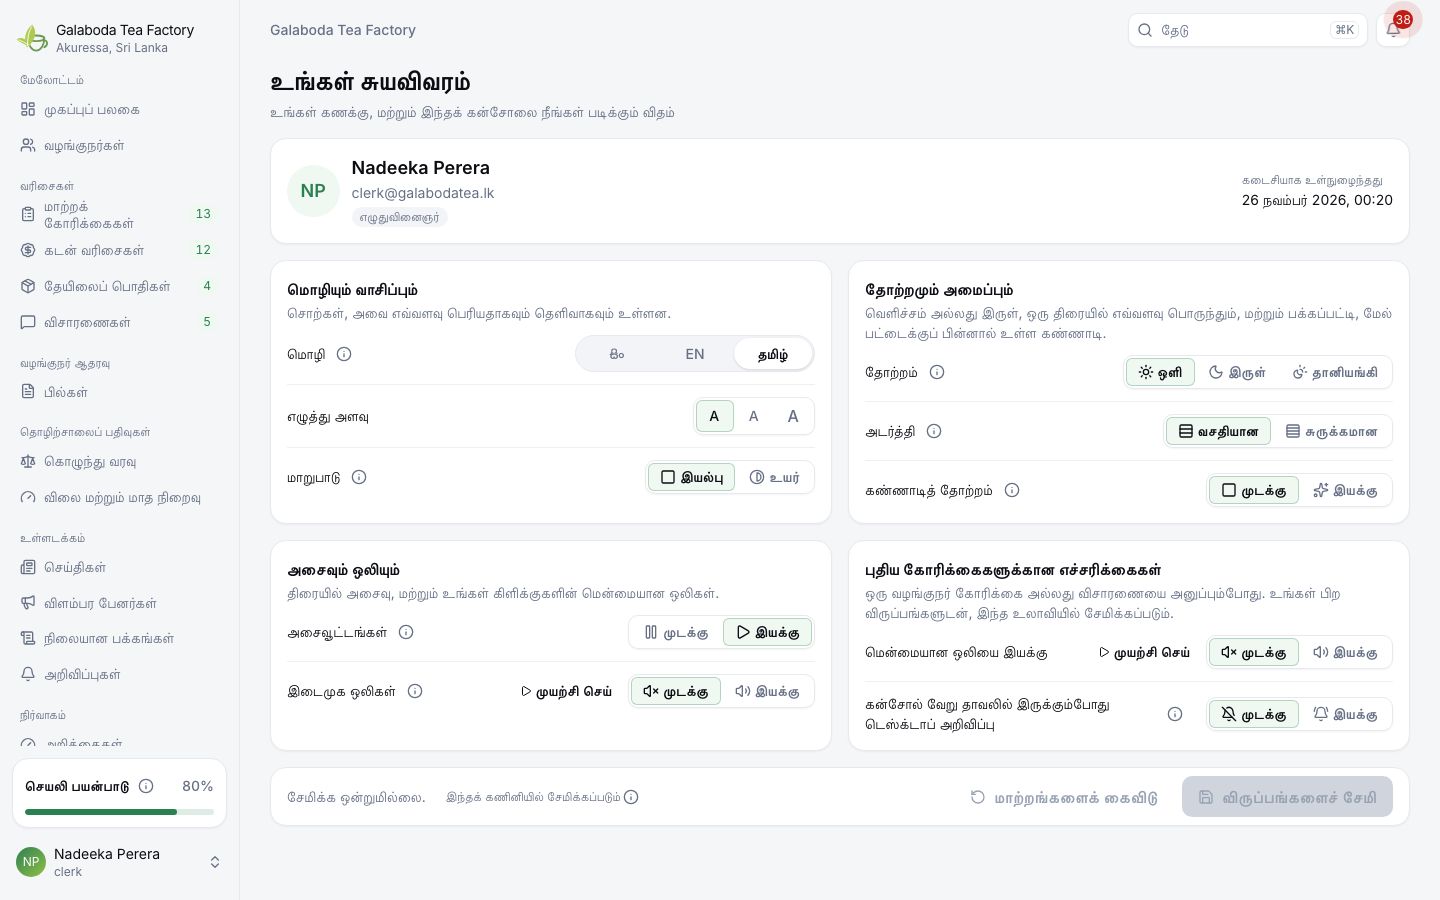 Galaboda Tea Factory
Akuressa, Sri Lanka
மேலோட்டம்
முகப்புப் பலகை
வழங்குநர்கள்
வரிசைகள்
மாற்றக்
கோரிக்கைகள்
13
கடன் வரிசைகள்
12
தேயிலைப் பொதிகள்
4
விசாரணைகள்
5
வழங்குநர் ஆதரவு
பில்கள்
தொழிற்சாலைப் பதிவுகள்
கொழுந்து வரவு
விலை மற்றும் மாத நிறைவு
உள்ளடக்கம்
செய்திகள்
விளம்பர பேனர்கள்
நிலையான பக்கங்கள்
அறிவிப்புகள்
நிர்வாகம்
அறிக்கைகள்
செயலி பயன்பாடு
80%
NP
Nadeeka Perera
clerk
Galaboda Tea Factory
தேடு
⌘K
38
உங்கள் சுயவிவரம்
உங்கள் கணக்கு, மற்றும் இந்தக் கன்சோலை நீங்கள் படிக்கும் விதம்
NP
Nadeeka Perera
clerk@galabodatea.lk
எழுதுவினைஞர்
கடைசியாக உள்நுழைந்தது
26 நவம்பர் 2026, 00:20
மொழியும் வாசிப்பும்
சொற்கள், அவை எவ்வளவு பெரியதாகவும் தெளிவாகவும் உள்ளன.
மொழி
සිං
EN
தமிழ்
எழுத்து அளவு
A
A
A
மாறுபாடு
இயல்பு
உயர்
தோற்றமும் அமைப்பும்
வெளிச்சம் அல்லது இருள், ஒரு திரையில் எவ்வளவு பொருந்தும், மற்றும் பக்கப்பட்டி, மேல்
பட்டைக்குப் பின்னால் உள்ள கண்ணாடி.
தோற்றம்
ஒளி
இருள்
தானியங்கி
அடர்த்தி
வசதியான
சுருக்கமான
கண்ணாடித் தோற்றம்
முடக்கு
இயக்கு
அசைவும் ஒலியும்
திரையில் அசைவு, மற்றும் உங்கள் கிளிக்குகளின் மென்மையான ஒலிகள்.
அசைவூட்டங்கள்
முடக்கு
இயக்கு
இடைமுக ஒலிகள்
முயற்சி செய்
முடக்கு
இயக்கு
புதிய கோரிக்கைகளுக்கான எச்சரிக்கைகள்
ஒரு வழங்குநர் கோரிக்கை அல்லது விசாரணையை அனுப்பும்போது. உங்கள் பிற
விருப்பங்களுடன், இந்த உலாவியில் சேமிக்கப்படும்.
மென்மையான ஒலியை இயக்கு
முயற்சி செய்
முடக்கு
இயக்கு
கன்சோல் வேறு தாவலில் இருக்கும்போது
டெஸ்க்டாப் அறிவிப்பு
முடக்கு
இயக்கு
சேமிக்க ஒன்றுமில்லை.
இந்தக் கணினியில் சேமிக்கப்படும்
மாற்றங்களைக் கைவிடு
விருப்பங்களைச் சேமி